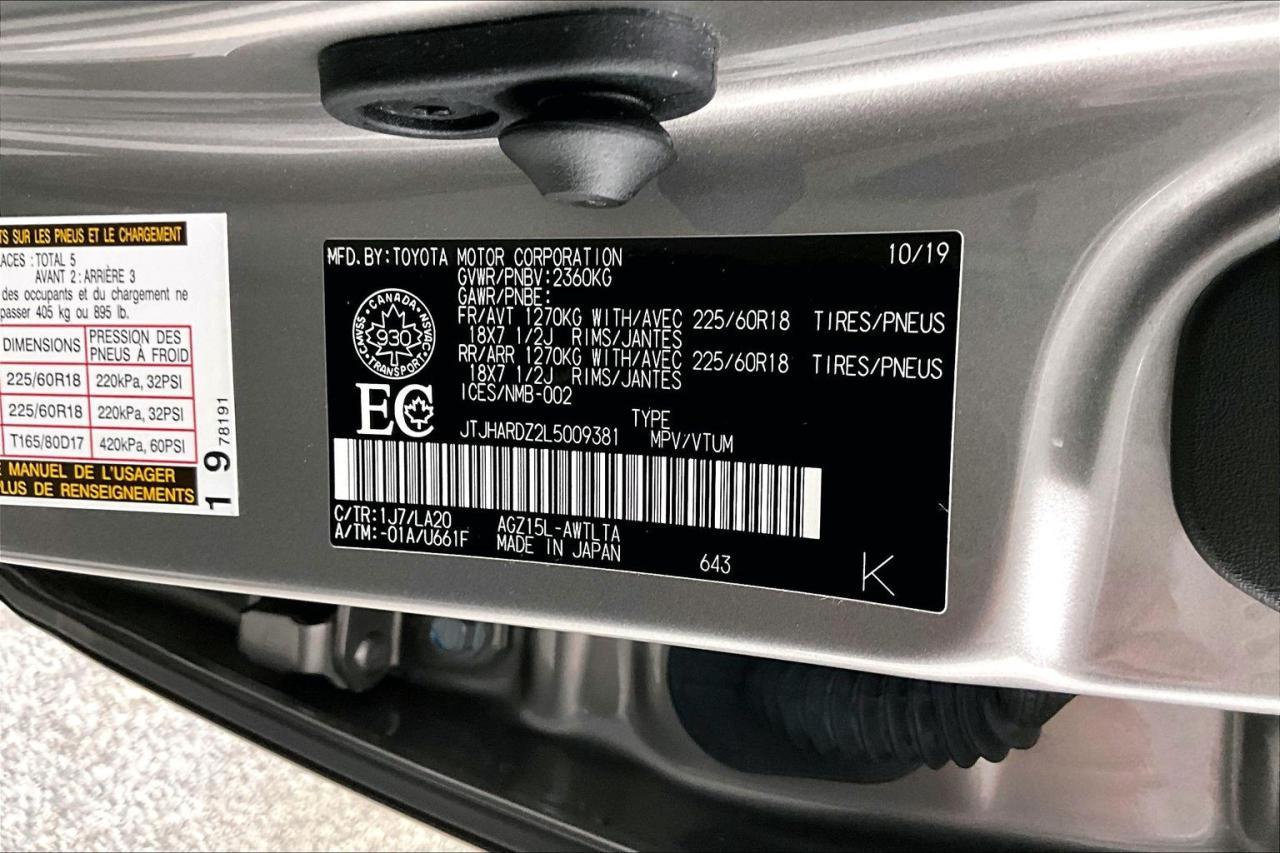 TS SUR LES PNEUS ET LE CHARGEMENT
ACES : TOTAL 5
AVANT 2 : ARRIÈRE 3
des occupants et du chargement ne
passer 405 kg ou 895 lb.
DIMENSIONS PRESSION DES PNEUS À FROID
225/60R18 220kPa, 32PSI
225/60R18 220kPa, 32PSI
T165/80D17 420kPa, 60PSI
MANUEL DE L'USAGER
PLUS DE RENSEIGNEMENTS
19 78191
MFD. BY: TOYOTA MOTOR CORPORATION 10/19
GVWR/PNBV: 2360KG
GAWR/PNBE:
FR/AVT 1270KG WITH/AVEC 225/60R18 TIRES/PNEUS
18X7 1/2J RIMS/JANTES
RR/ARR 1270KG WITH/AVEC 225/60R18 TIRES/PNEUS
18X7 1/2J RIMS/JANTES
ICES/NMB-002
CANADA
CMVSS 930 NSVAC
TRANSPORT
EC
TYPE
JTJHARDZ2L5009381 MPV/VTUM
C/TR: 1J7/LA20 AGZ15L-AWTLTA
A/TM: -01A/U661F MADE IN JAPAN
643
K